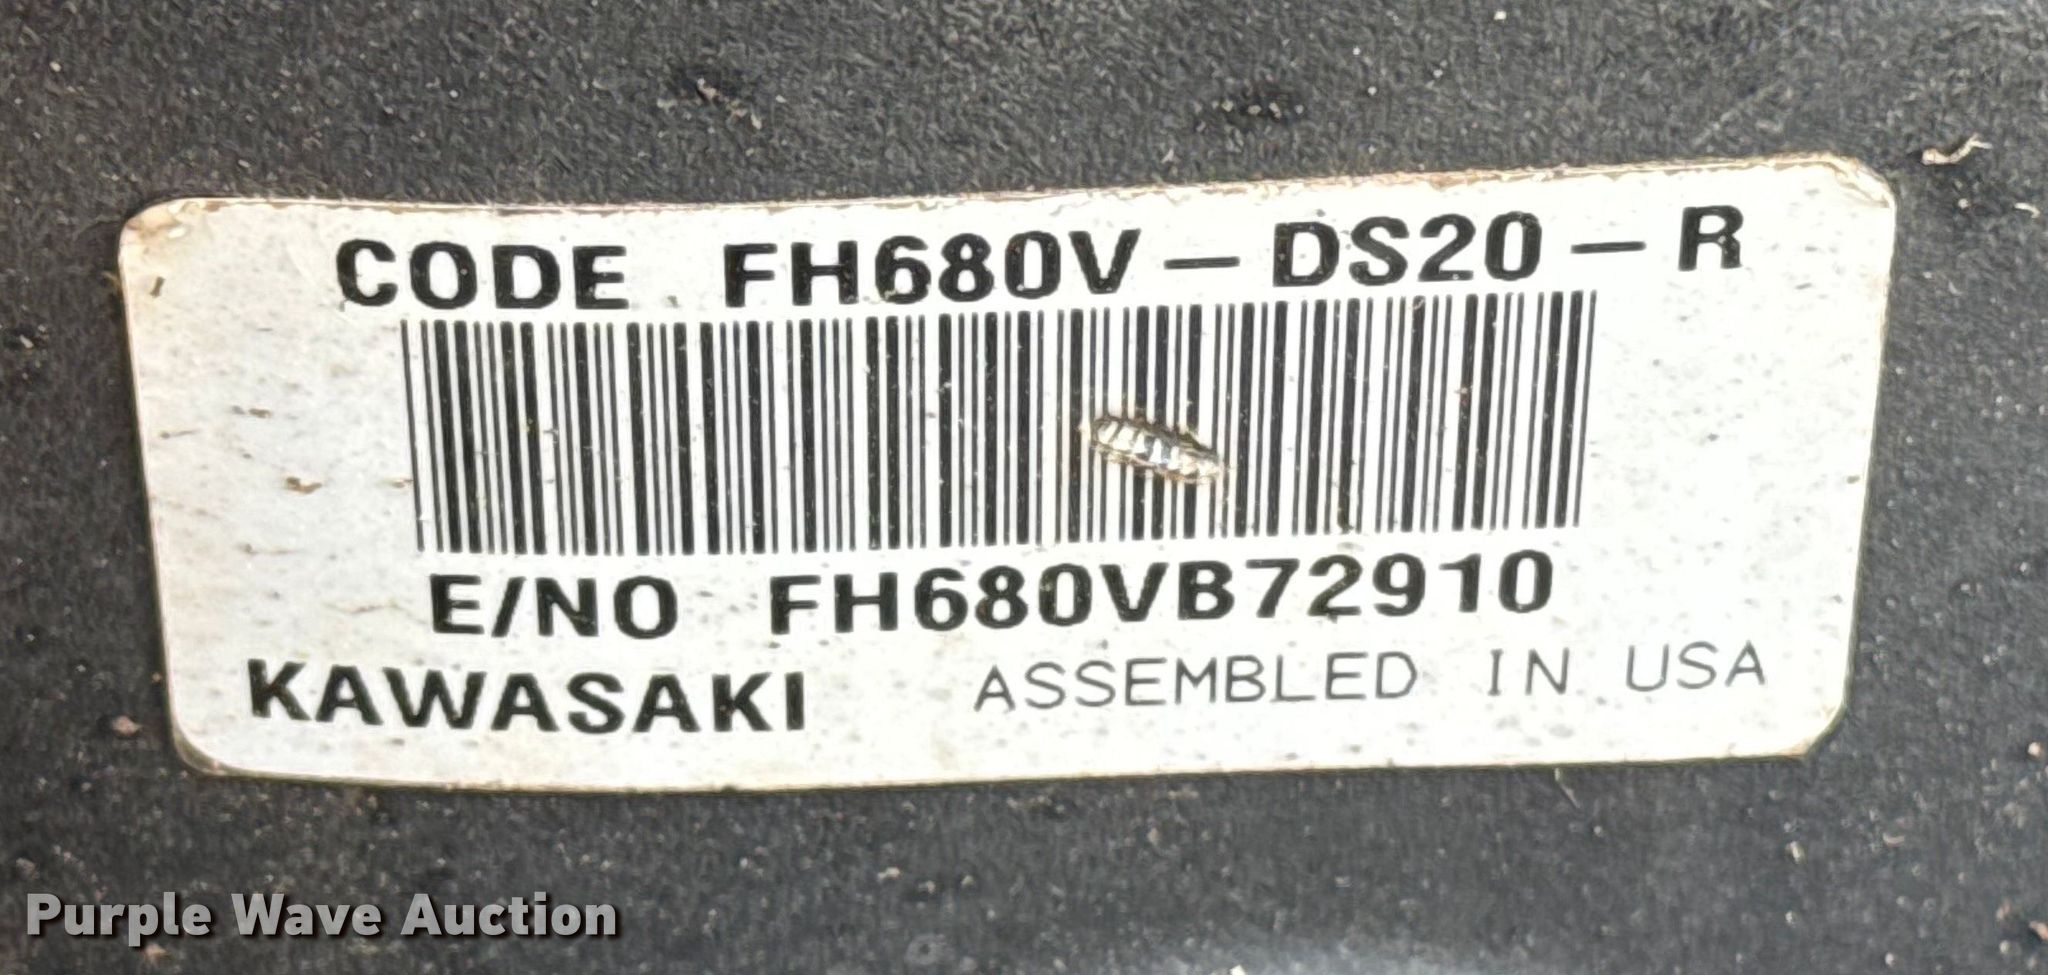 CODE FH680V-DS20-R
E/NO FH680VB72910
KAWASAKI ASSEMBLED IN USA
Purple Wave Auction